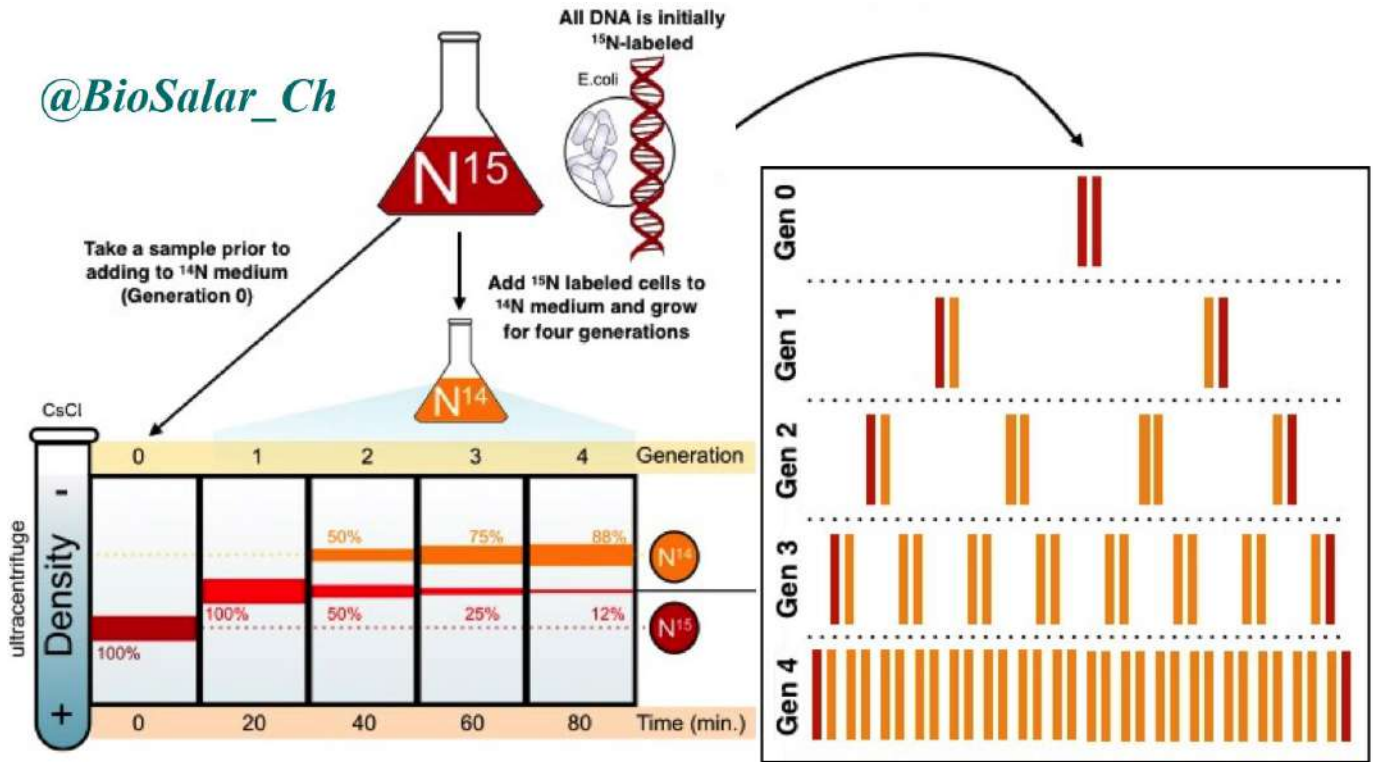 @BioSalar_Ch
All DNA is initially
¹⁵N-labeled
E.coli
N¹⁵
Take a sample prior to
adding to ¹⁴N medium
(Generation 0)
Add ¹⁵N labeled cells to
¹⁴N medium and grow
for four generations
N¹⁴
CsCl
0 1 2 3 4 Generation
ultracentrifuge
- Density +
50% 75% 88%
N¹⁴
100% 50% 25% 12%
N¹⁵
100%
0 20 40 60 80 Time (min.)
Gen 0
Gen 1
Gen 2
Gen 3
Gen 4